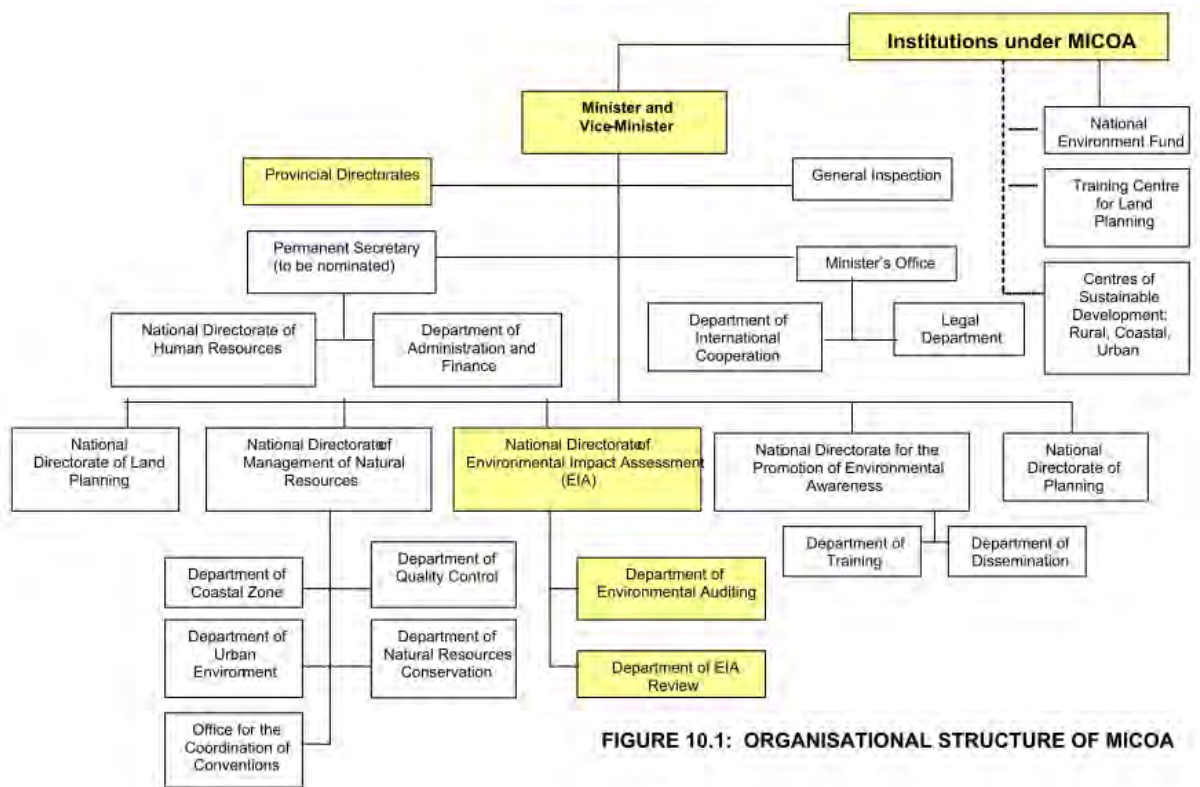 Institutions under MICOA
Minister and
Vice-Minister
National
Environment Fund
Provincial Directorates
General Inspection
Training Centre
for Land
Planning
Permanent Secretary
(to be nominated)
Minister's Office
Centres of
Sustainable
Development:
Rural, Coastal,
Urban
National Directorate of
Human Resources
Department of
Administration and
Finance
Department of
International
Cooperation
Legal
Department
National
Directorate of Land
Planning
National Directorate of
Management of Natural
Resources
National Directorate of
Environmental Impact Assessment
(EIA)
National Directorate for the
Promotion of Environmental
Awareness
National
Directorate of
Planning
Department of
Training
Department of
Dissemination
Department of
Coastal Zone
Department of
Quality Control
Department of
Environmental Auditing
Department of
Urban
Environment
Department of
Natural Resources
Conservation
Department of EIA
Review
Office for the
Coordination of
Conventions
FIGURE 10.1: ORGANISATIONAL STRUCTURE OF MICOA